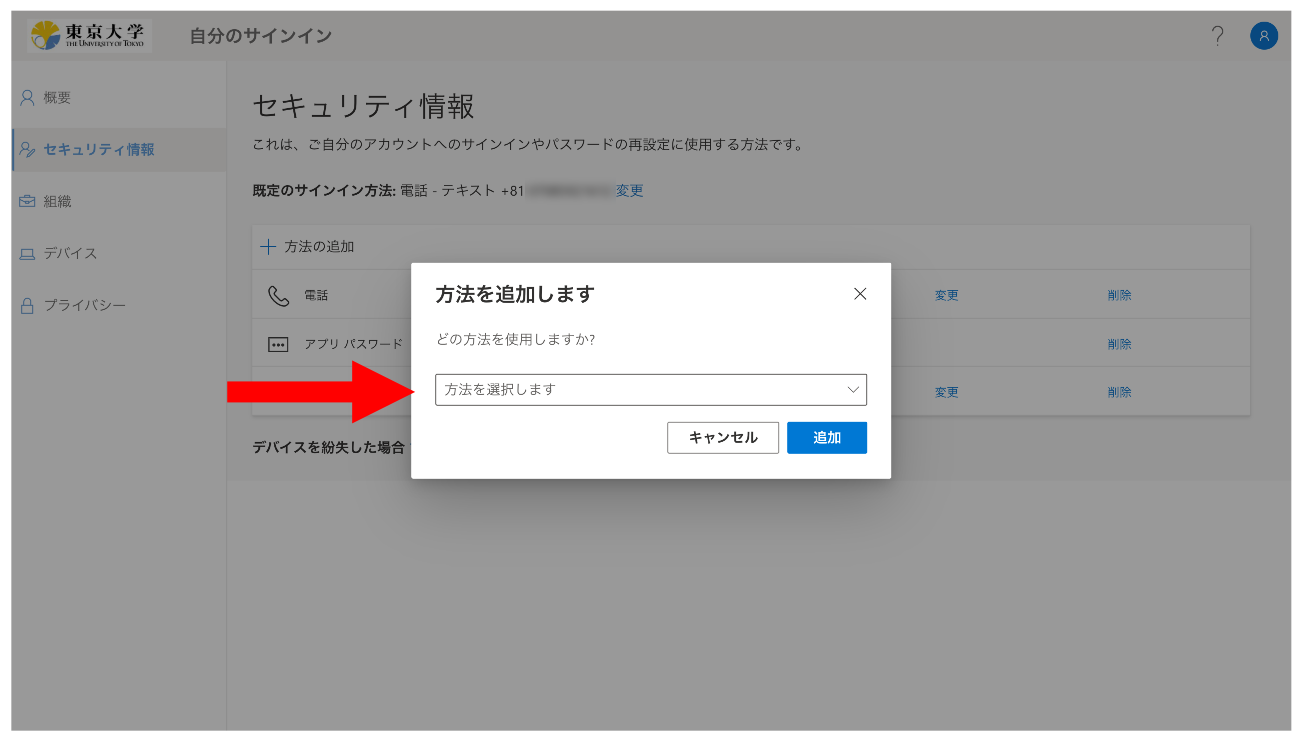 東京大学
THE UNIVERSITY OF TOKYO
自分のサインイン
?
概要
セキュリティ情報
組織
デバイス
プライバシー
セキュリティ情報
これは、ご自分のアカウントへのサインインやパスワードの再設定に使用する方法です。
既定のサインイン方法: 電話 - テキスト +81 変更
方法の追加
電話 変更 削除
アプリ パスワード 削除
変更 削除
デバイスを紛失した場合
方法を追加します
どの方法を使用しますか?
方法を選択します
キャンセル 追加